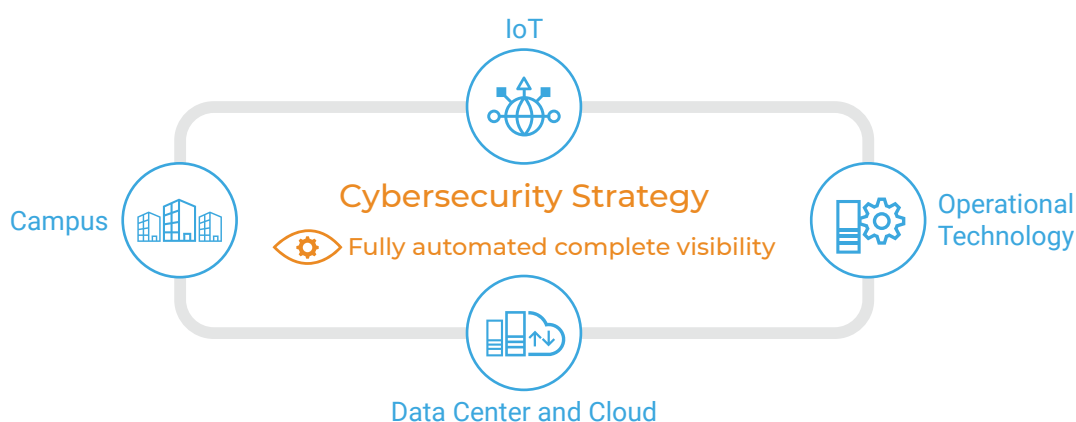 IoT
Cybersecurity Strategy
Campus
Operational
Technology
Fully automated complete visibility
Data Center and Cloud